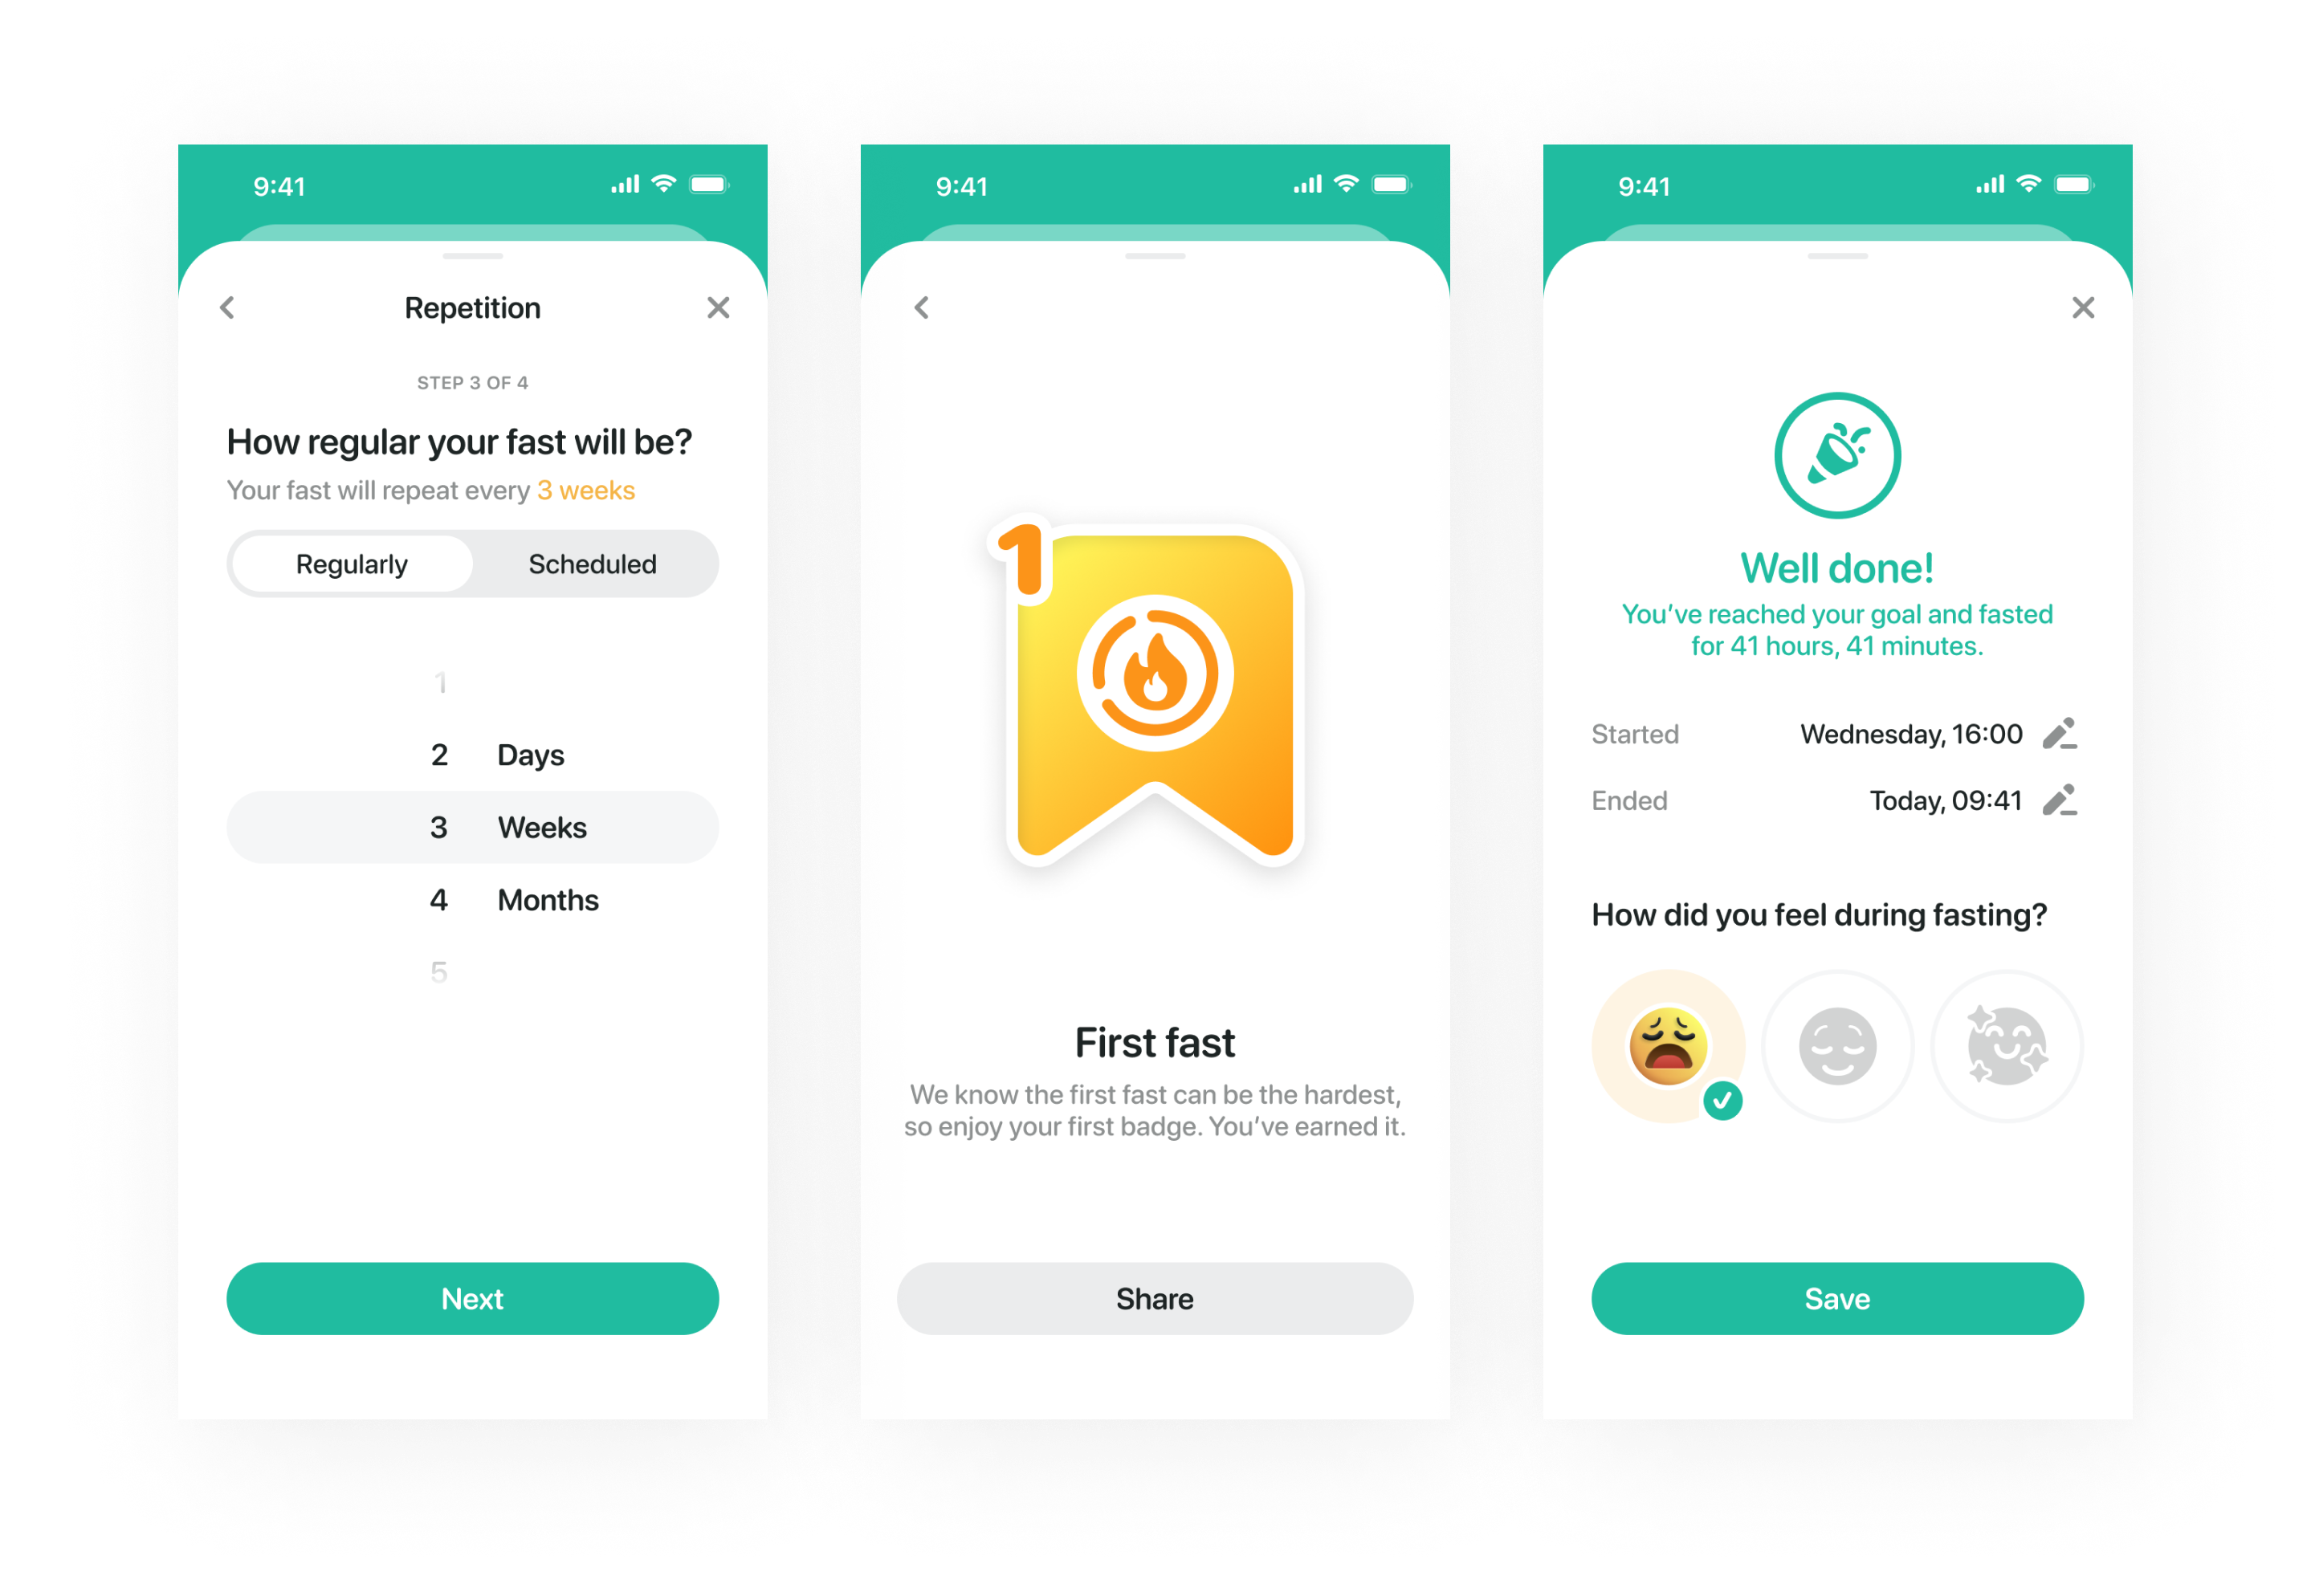 9:41
Repetition
STEP 3 OF 4
How regular your fast will be?
Your fast will repeat every 3 weeks
Regularly Scheduled
1
2 Days
3 Weeks
4 Months
5
Next
9:41
1
First fast
We know the first fast can be the hardest,
so enjoy your first badge. You’ve earned it.
Share
9:41
Well done!
You’ve reached your goal and fasted
for 41 hours, 41 minutes.
Started Wednesday, 16:00
Ended Today, 09:41
How did you feel during fasting?
Save